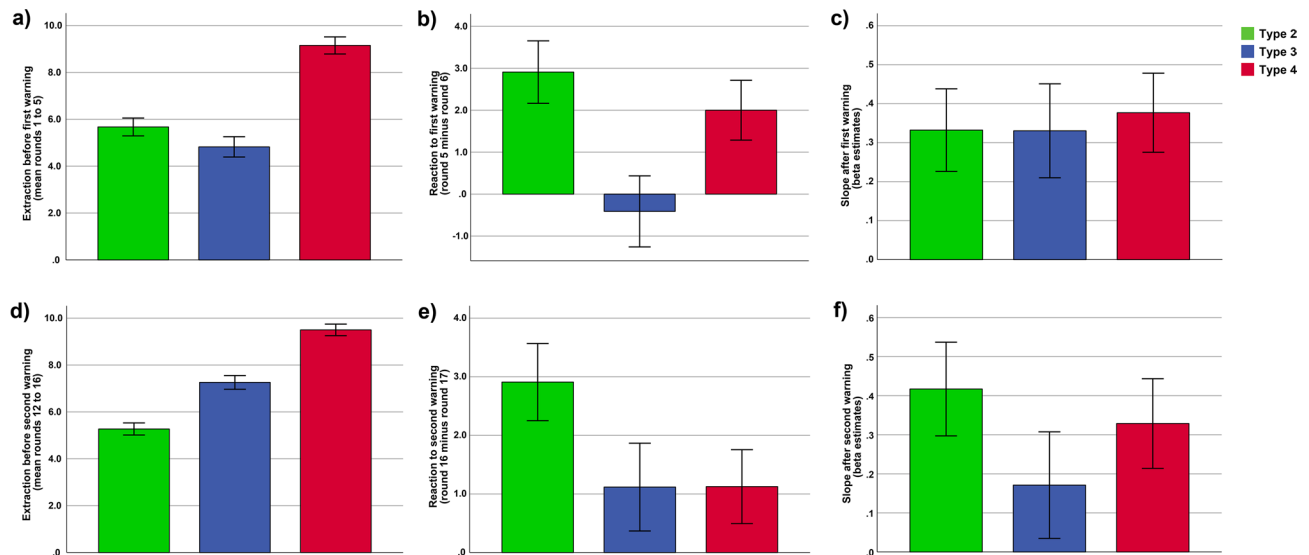 a)
Extraction before first warning
(mean rounds 1 to 5)
10.0
8.0
6.0
4.0
2.0
.0
b)
Reaction to first warning
(round 5 minus round 6)
4.0
3.0
2.0
1.0
.0
-1.0
c)
Slope after first warning
(beta estimates)
.6
.5
.4
.3
.2
.1
.0
Type 2
Type 3
Type 4
d)
Extraction before second warning
(mean rounds 12 to 16)
10.0
8.0
6.0
4.0
2.0
.0
e)
Reaction to second warning
(round 16 minus round 17)
4.0
3.0
2.0
1.0
.0
f)
Slope after second warning
(beta estimates)
.6
.5
.4
.3
.2
.1
.0